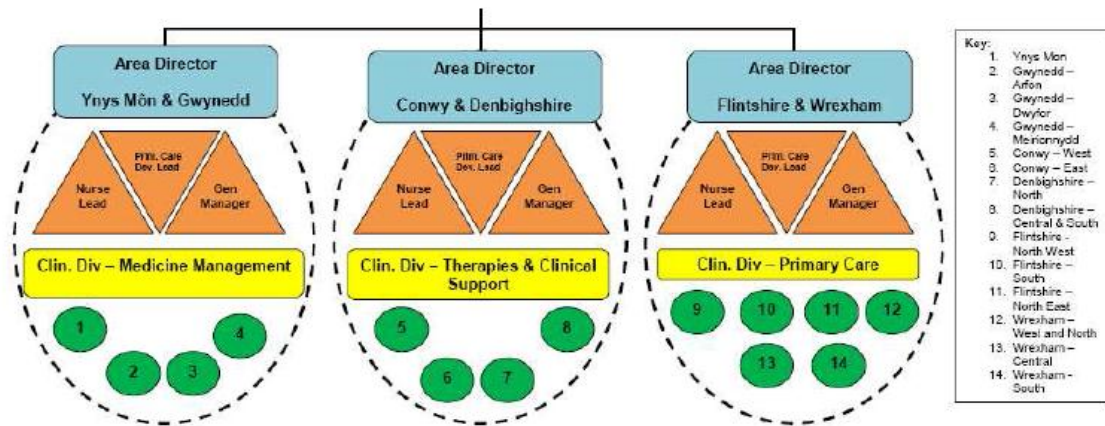 Area Director
Ynys Môn & Gwynedd
Area Director
Conwy & Denbighshire
Area Director
Flintshire & Wrexham
Nurse
Lead
Prim. Care
Dev. Lead
Gen
Manager
Nurse
Lead
Prim. Care
Dev. Lead
Gen
Manager
Nurse
Lead
Prim. Care
Dev. Lead
Gen
Manager
Clin. Div – Medicine Management
Clin. Div – Therapies & Clinical
Support
Clin. Div – Primary Care
1
2
3
4
5
6
7
8
9
10
11
12
13
14
Key:
1. Ynys Mon
2. Gwynedd –
Arfon
3. Gwynedd –
Dwyfor
4. Gwynedd –
Meirionnydd
5. Conwy – West
6. Conwy – East
7. Denbighshire –
North
8. Denbighshire –
Central & South
9. Flintshire -
North West
10. Flintshire –
South
11. Flintshire –
North East
12. Wrexham –
West and North
13. Wrexham –
Central
14. Wrexham -
South